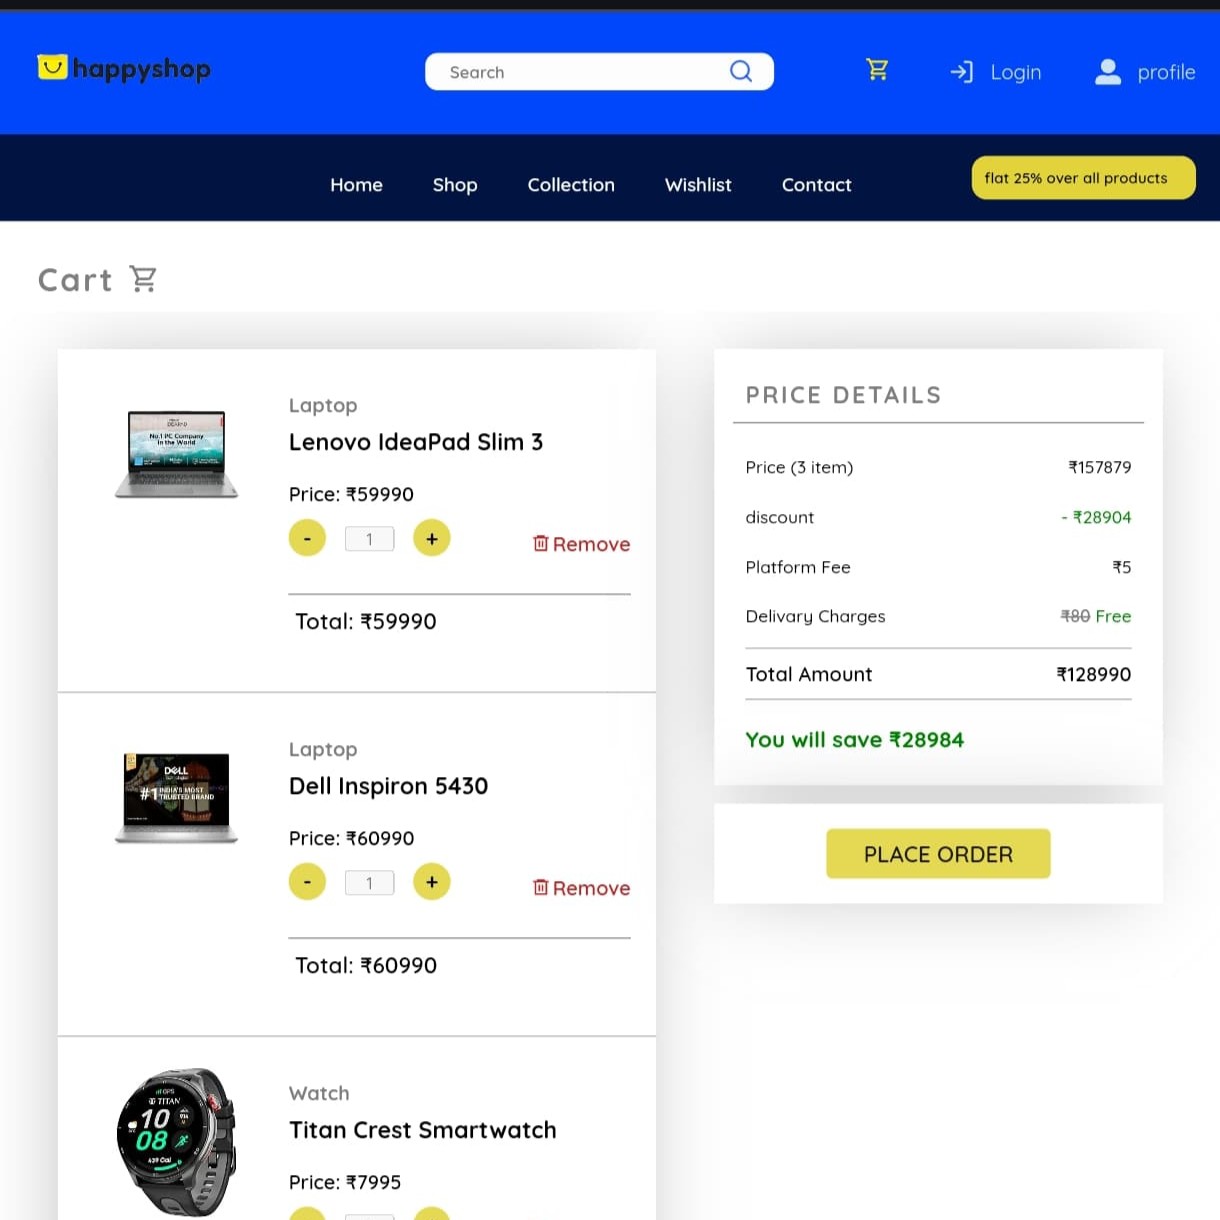 happyshop
Search
Login
profile
Home
Shop
Collection
Wishlist
Contact
flat 25% over all products
Cart
Laptop
Lenovo IdeaPad Slim 3
No.1 PC Company
in the World
Price: ₹59990
-
1
+
Remove
Total: ₹59990
Laptop
Dell Inspiron 5430
DELL
#1 INDIA'S MOST
TRUSTED BRAND
Price: ₹60990
-
1
+
Remove
Total: ₹60990
Watch
Titan Crest Smartwatch
GPS
TITAN
10
08
Price: ₹7995
PRICE DETAILS
Price (3 item) ₹157879
discount - ₹28904
Platform Fee ₹5
Delivary Charges ₹80 Free
Total Amount ₹128990
You will save ₹28984
PLACE ORDER